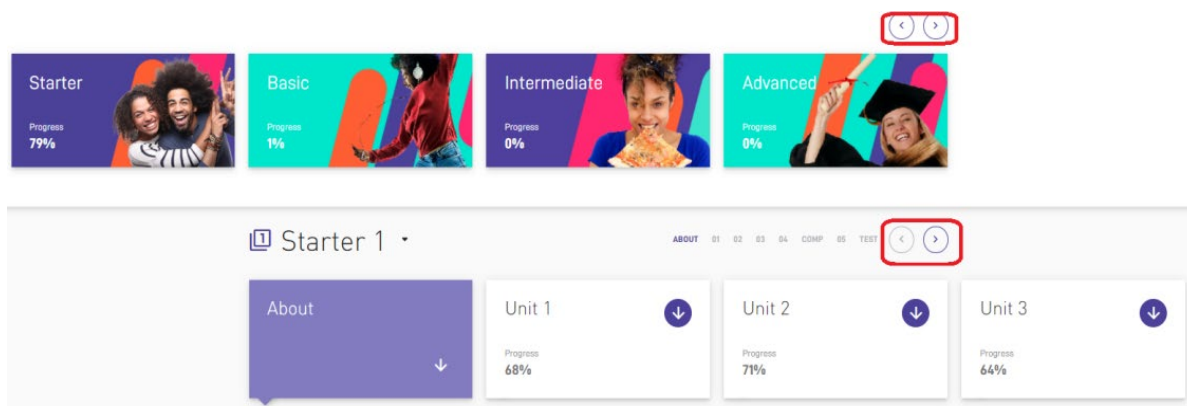 Starter
Progress
79%
Basic
Progress
1%
Intermediate
Progress
0%
Advanced
Progress
0%
1 Starter 1
ABOUT 01 02 03 04 COMP 05 TEST
About
Unit 1
Progress
68%
Unit 2
Progress
71%
Unit 3
Progress
64%